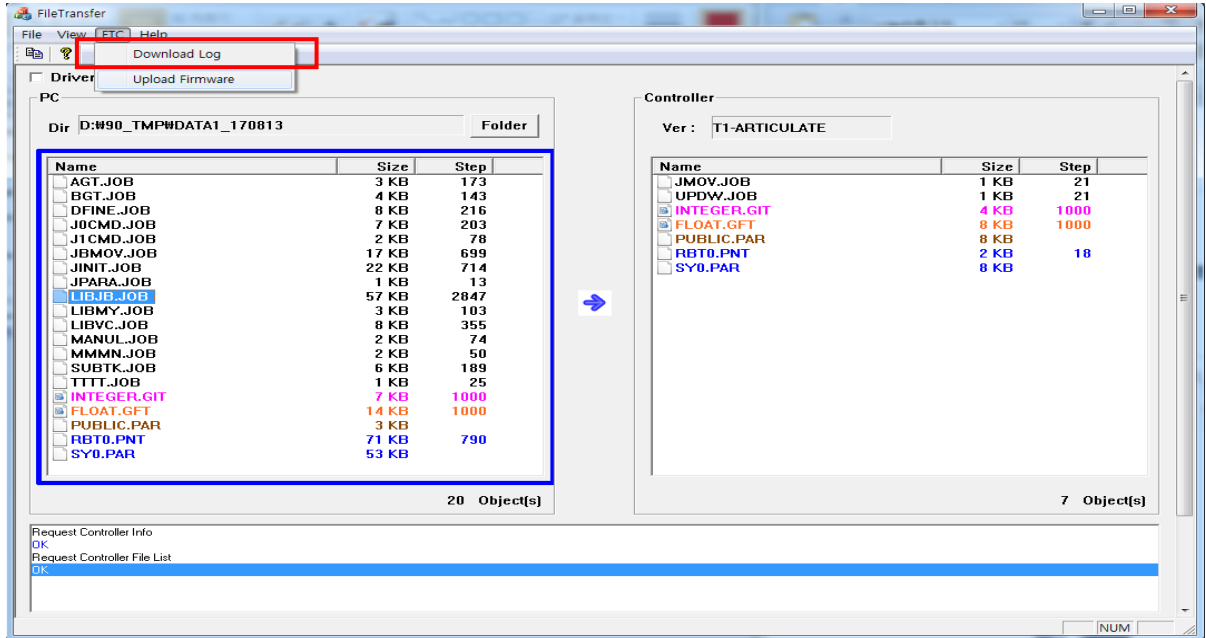 FileTransfer
File View ETC Help
Download Log
Upload Firmware
Driver
PC
Dir D:₩90_TMP₩DATA1_170813 Folder
Name Size Step
AGT.JOB 3 KB 173
BGT.JOB 4 KB 143
DFINE.JOB 8 KB 216
J0CMD.JOB 7 KB 203
J1CMD.JOB 2 KB 78
JBMOV.JOB 17 KB 699
JINIT.JOB 22 KB 714
JPARA.JOB 1 KB 13
LIBJB.JOB 57 KB 2847
LIBMY.JOB 3 KB 103
LIBVC.JOB 8 KB 355
MANUL.JOB 2 KB 74
MMMN.JOB 2 KB 50
SUBTK.JOB 6 KB 189
TTTT.JOB 1 KB 25
INTEGER.GIT 7 KB 1000
FLOAT.GFT 14 KB 1000
PUBLIC.PAR 3 KB
RBT0.PNT 71 KB 790
SY0.PAR 53 KB
20 Object(s)
Controller
Ver : T1-ARTICULATE
Name Size Step
JMOV.JOB 1 KB 21
UPDW.JOB 1 KB 21
INTEGER.GIT 4 KB 1000
FLOAT.GFT 8 KB 1000
PUBLIC.PAR 8 KB
RBT0.PNT 2 KB 18
SY0.PAR 8 KB
7 Object(s)
Request Controller Info
OK
Request Controller File List
OK
NUM